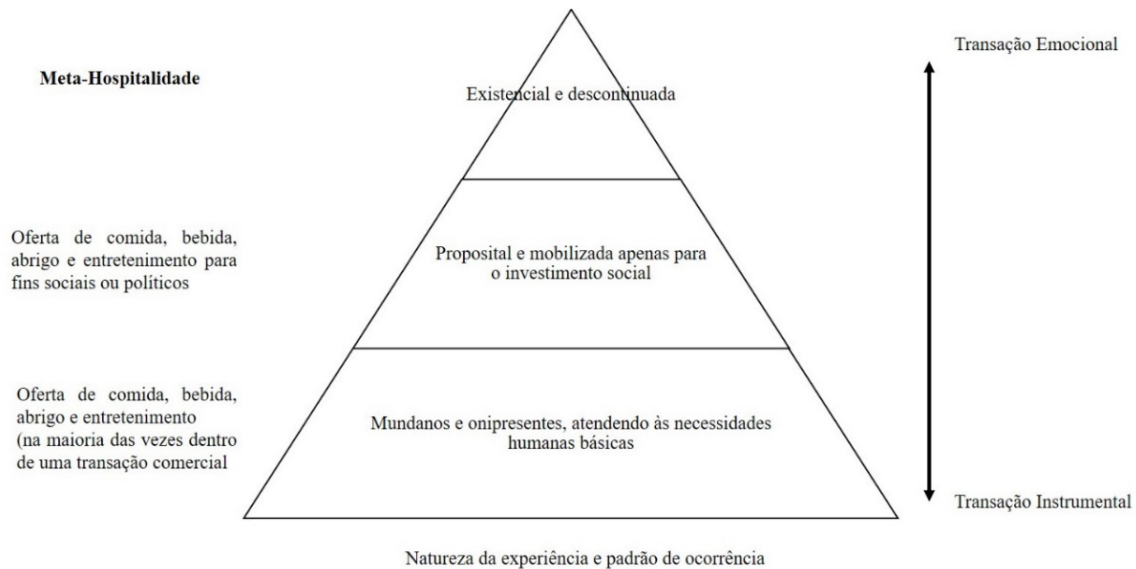 Transação Emocional
Meta-Hospitalidade
Existencial e descontinuada
Oferta de comida, bebida,
abrigo e entretenimento para
fins sociais ou políticos
Proposital e mobilizada apenas para
o investimento social
Oferta de comida, bebida,
abrigo e entretenimento
(na maioria das vezes dentro
de uma transação comercial
Mundanos e onipresentes, atendendo às necessidades
humanas básicas
Transação Instrumental
Natureza da experiência e padrão de ocorrência